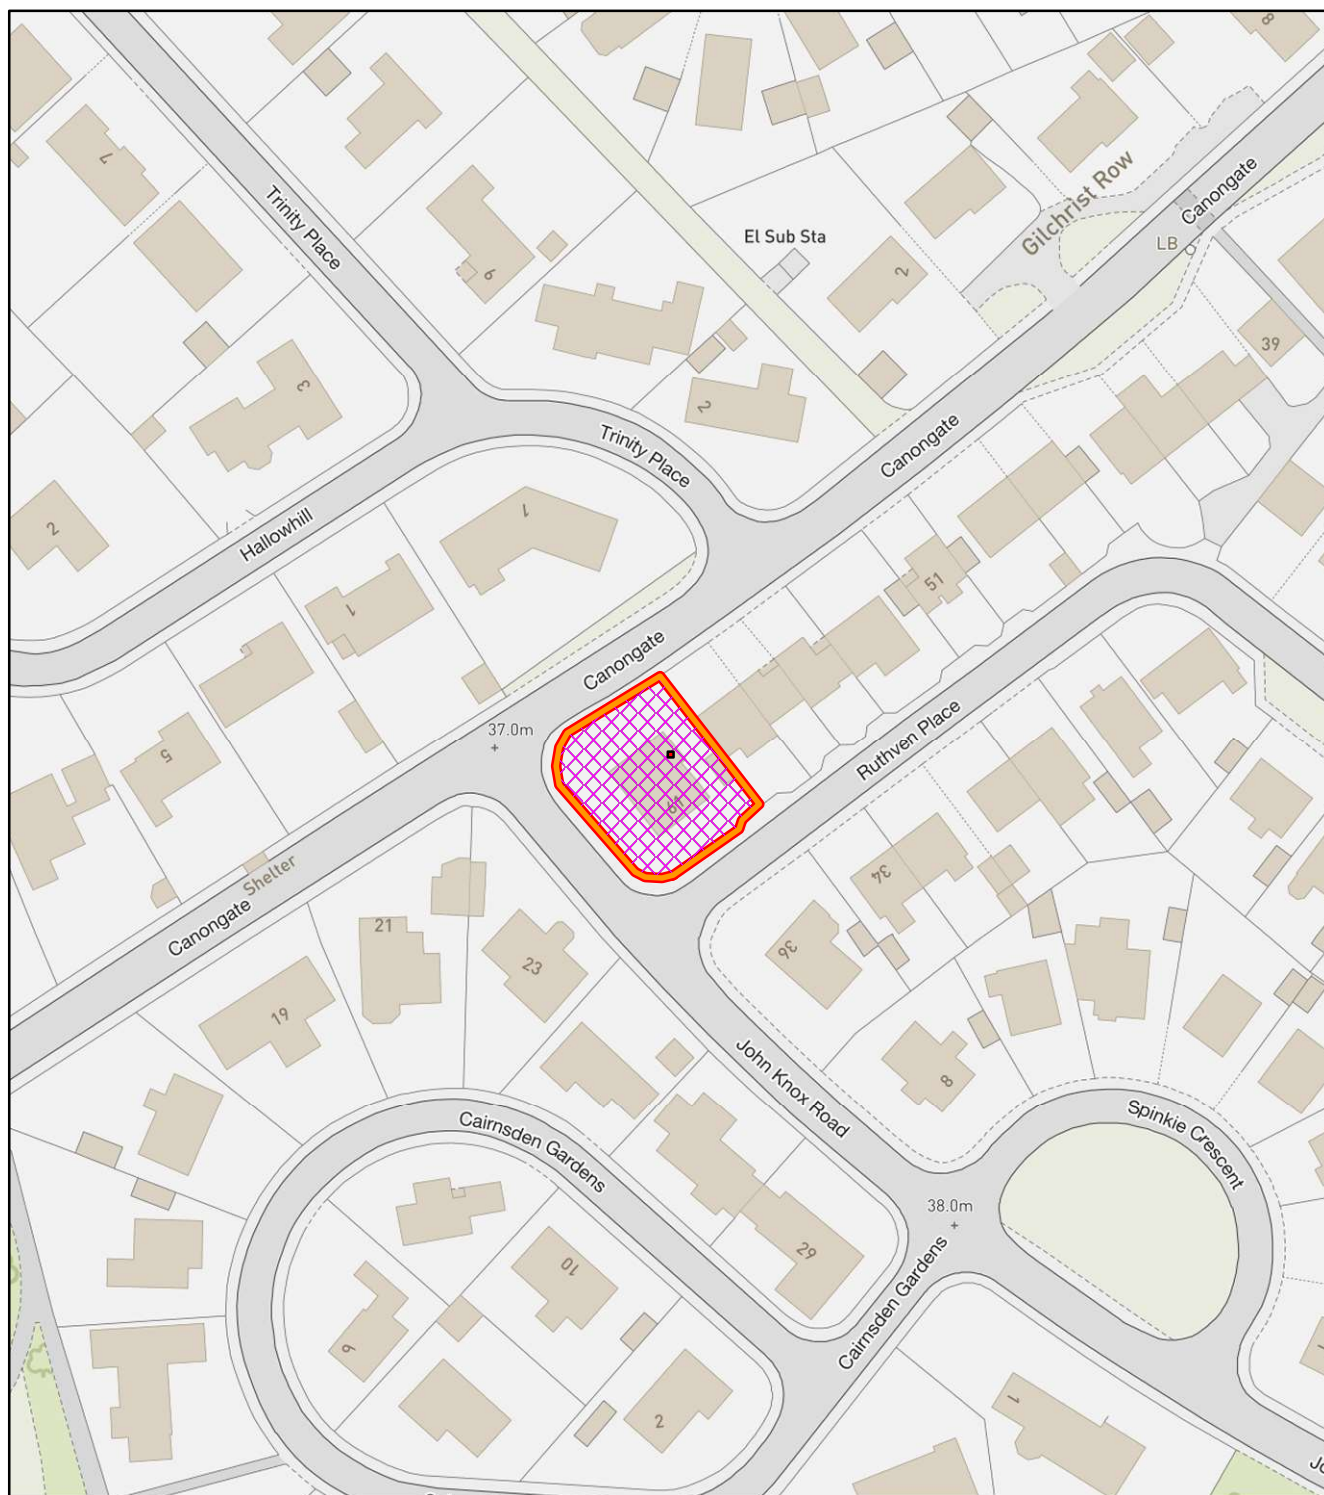 8
7
Trinity Place
Canongate
Gilchrist Row
El Sub Sta
LB
6
2
39
3
2
Trinity Place
Canongate
1
2
Hallowhill
51
1
Canongate
37.0m
Ruthven Place
5
61
Shelter
34
Canongate
21
36
23
19
John Knox Road
8
Spinkie Crescent
Cairnsden Gardens
38.0m
29
10
Cairnsden Gardens
6
1
2